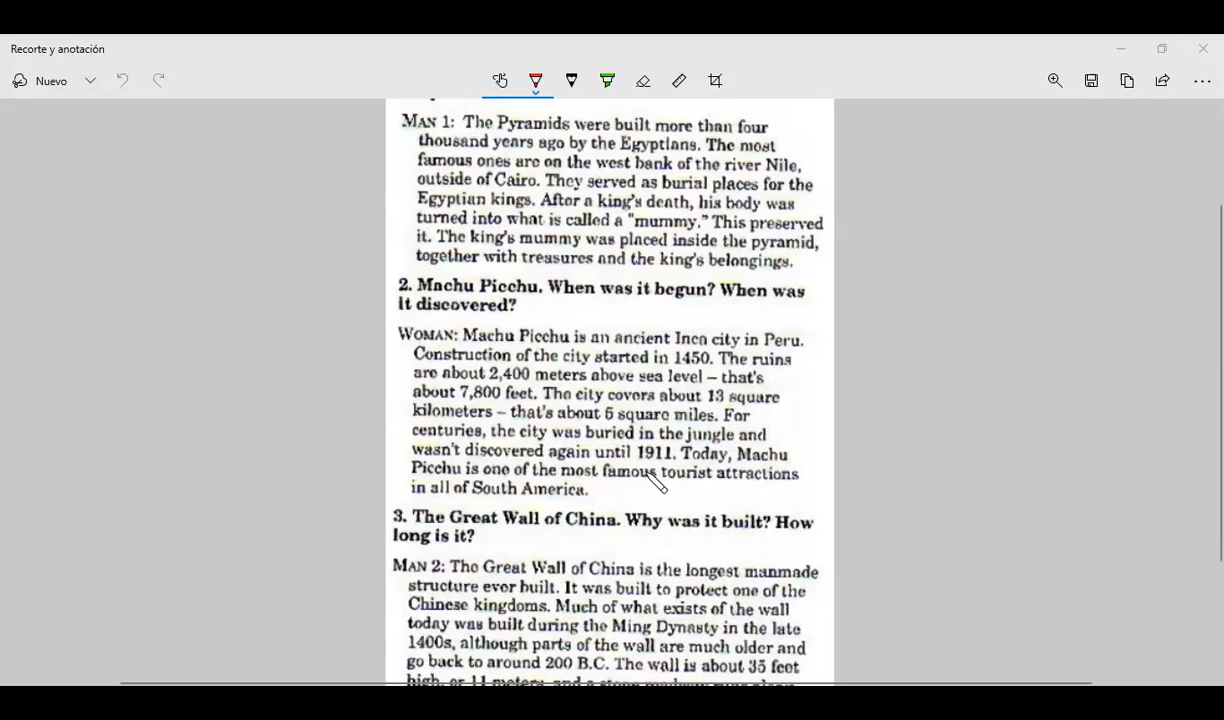 Recorte y anotación
Nuevo
MAN 1: The Pyramids were built more than four
thousand years ago by the Egyptians. The most
famous ones are on the west bank of the river Nile,
outside of Cairo. They served as burial places for the
Egyptian kings. After a king's death, his body was
turned into what is called a "mummy." This preserved
it. The king's mummy was placed inside the pyramid,
together with treasures and the king's belongings.
2. Machu Picchu. When was it begun? When was
it discovered?
WOMAN: Machu Picchu is an ancient Inca city in Peru.
Construction of the city started in 1450. The ruins
are about 2,400 meters above sea level – that's
about 7,800 feet. The city covers about 13 square
kilometers – that's about 5 square miles. For
centuries, the city was buried in the jungle and
wasn't discovered again until 1911. Today, Machu
Picchu is one of the most famous tourist attractions
in all of South America.
3. The Great Wall of China. Why was it built? How
long is it?
MAN 2: The Great Wall of China is the longest manmade
structure ever built. It was built to protect one of the
Chinese kingdoms. Much of what exists of the wall
today was built during the Ming Dynasty in the late
1400s, although parts of the wall are much older and
go back to around 200 B.C. The wall is about 35 feet
high, or 11 meters, and a stone